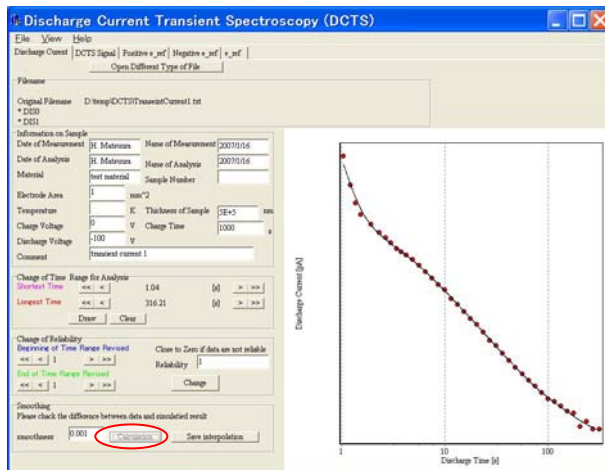 Discharge Current Transient Spectroscopy (DCTS)
File View Help
Discharge Current DCTS Signal Positive e_ref Negative e_ref e_ref
Open Different Type of File
Filename
Original Filename D:\temp\DCTS\TransientCurrent1.txt
*.DIS0
*.DIS1
Information on Sample
Date of Measurement H. Matsuura Name of Measurement 2007/1/16
Date of Analysis H. Matsuura Name of Analysis 2007/1/16
Material test material Sample Number
Electrode Area 1 mm^2
Temperature K Thickness of Sample 5E+5 nm
Charge Voltage 0 V Charge Time 1000 s
Discharge Voltage -100 V
Comment transient current 1
Change of Time Range for Analysis
Shortest Time << < 1.04 [s] > >>
Longest Time << < 316.21 [s] > >>
Draw Clear
Change of Reliability
Beginning of Time Range Revised Close to Zero if data are not reliable
<< < 1 > >> Reliability 1
End of Time Range Revised
<< < 1 > >> Change
Smoothing
Please chack the difference between data and simulatied result
smoothness 0.001 Calculation Save interpolation
Discharge Current [pA]
1 10 100
Discharge Time [s]